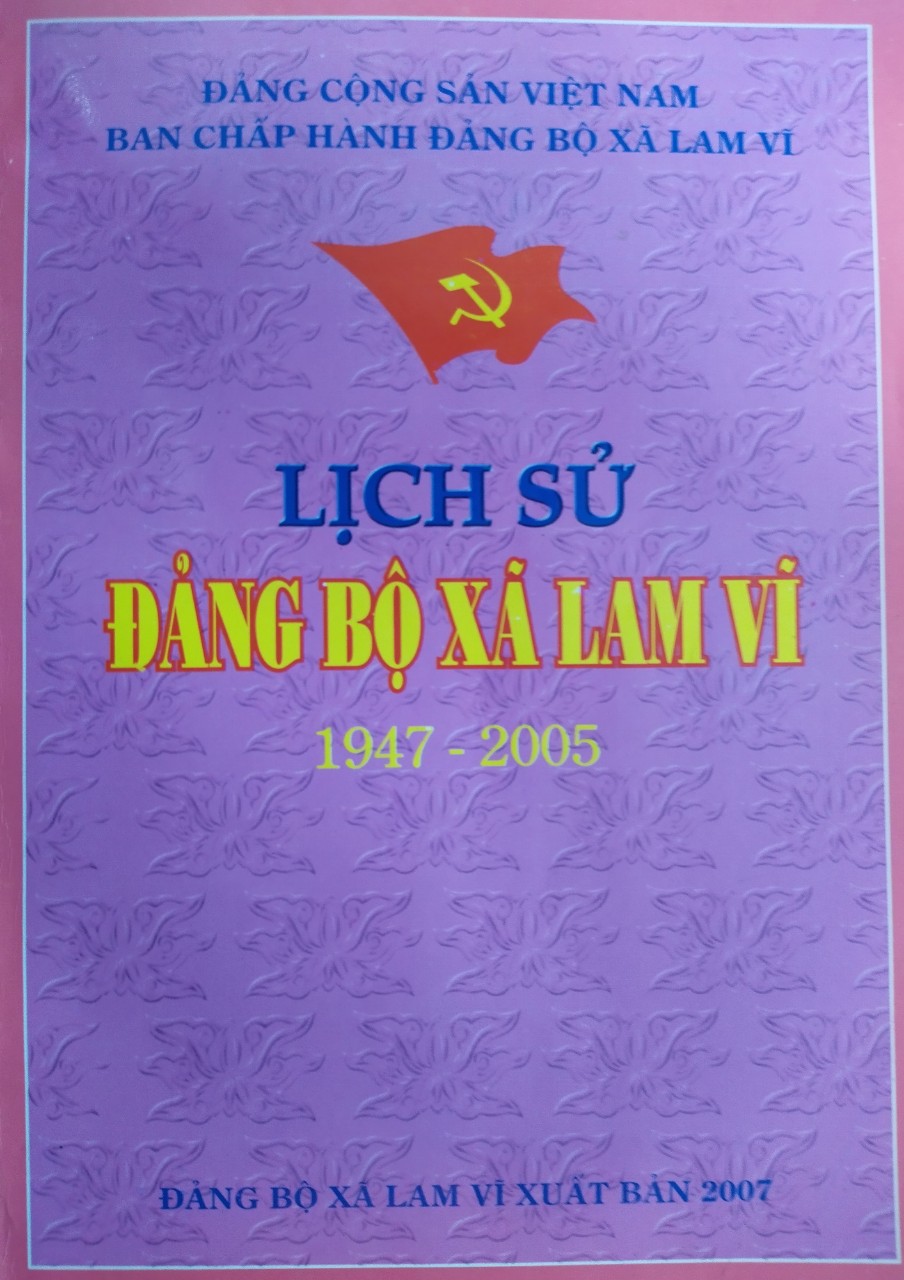 ĐẢNG CỘNG SẢN VIỆT NAM
BAN CHẤP HÀNH ĐẢNG BỘ XÃ LAM VĨ
LỊCH SỬ
ĐẢNG BỘ XÃ LAM VĨ
1947 - 2005
ĐẢNG BỘ XÃ LAM VĨ XUẤT BẢN 2007